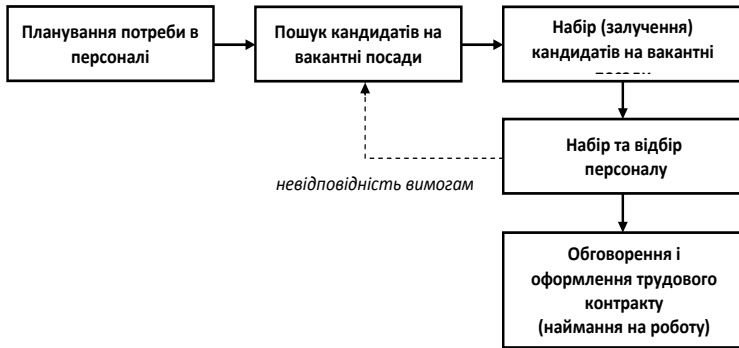 Планування потреби в
персоналі
Пошук кандидатів на
вакантні посади
Набір (залучення)
кандидатів на вакантні
Набір та відбір
персоналу
невідповідність вимогам
Обговорення і
оформлення трудового
контракту
(наймання на роботу)